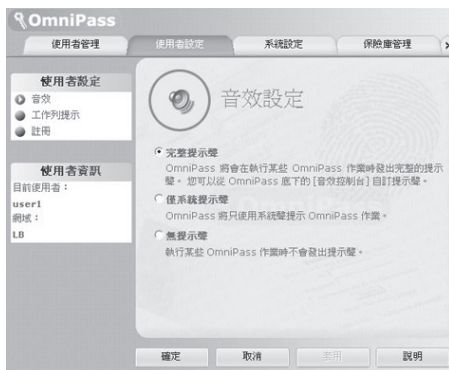 OmniPass
使用者管理
使用者設定
系統設定
保險庫管理
使用者設定
音效
工作列提示
註冊
使用者資訊
目前使用者：
user1
網域：
LB
音效設定
完整提示聲
OmniPass 將會在執行某些 OmniPass 作業時發出完整的提示
聲。您可以從 OmniPass 底下的 [音效控制台] 自訂提示聲。
僅系統提示聲
OmniPass 將只使用系統聲提示 OmniPass 作業。
無提示聲
執行某些 OmniPass 作業時不會發出提示聲。
確定
取消
套用
說明